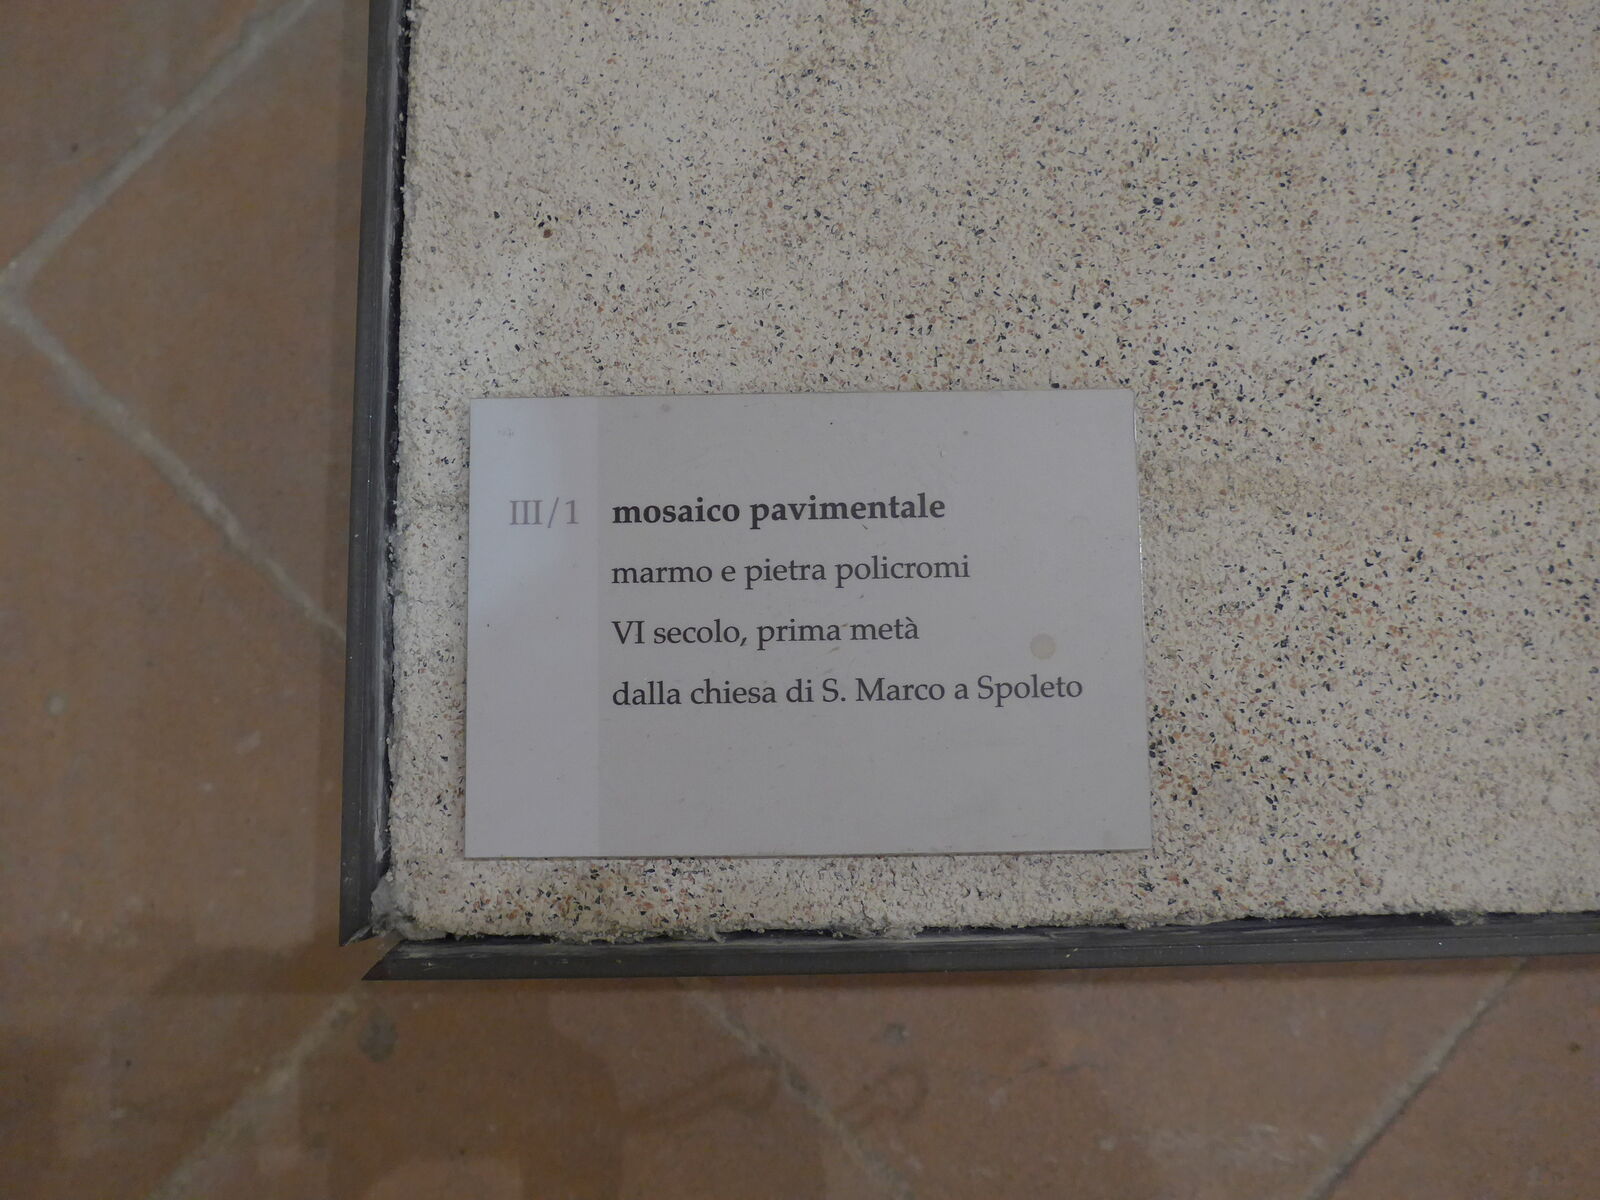 III/1 mosaico pavimentale
marmo e pietra policromi
VI secolo, prima metà
dalla chiesa di S. Marco a Spoleto